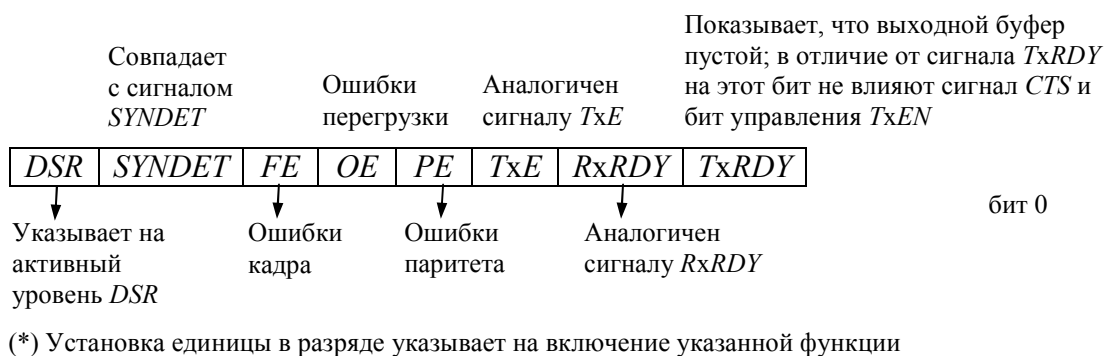 Показывает, что выходной буфер
пустой; в отличие от сигнала TxRDY
на этот бит не влияют сигнал CTS и
бит управления TxEN
Совпадает
с сигналом
SYNDET
Ошибки
перегрузки
Аналогичен
сигналу TxE
DSR SYNDET FE OE PE TxE RxRDY TxRDY
бит 0
Указывает на
активный
уровень DSR
Ошибки
кадра
Ошибки
паритета
Аналогичен
сигналу RxRDY
(*) Установка единицы в разряде указывает на включение указанной функции